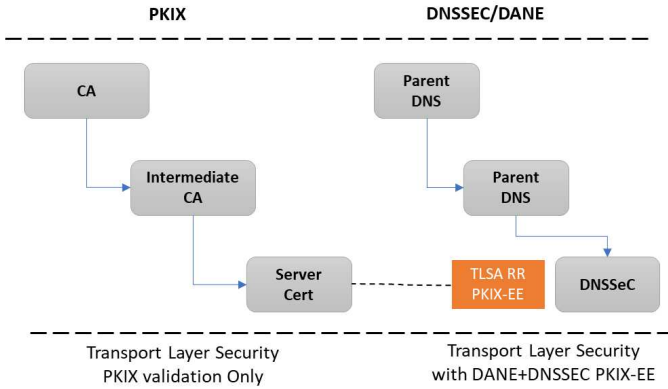 PKIX
DNSSEC/DANE
CA
Parent
DNS
Intermediate
CA
Parent
DNS
Server
Cert
TLSA RR
PKIX-EE
DNSSeC
Transport Layer Security
PKIX validation Only
Transport Layer Security
with DANE+DNSSEC PKIX-EE